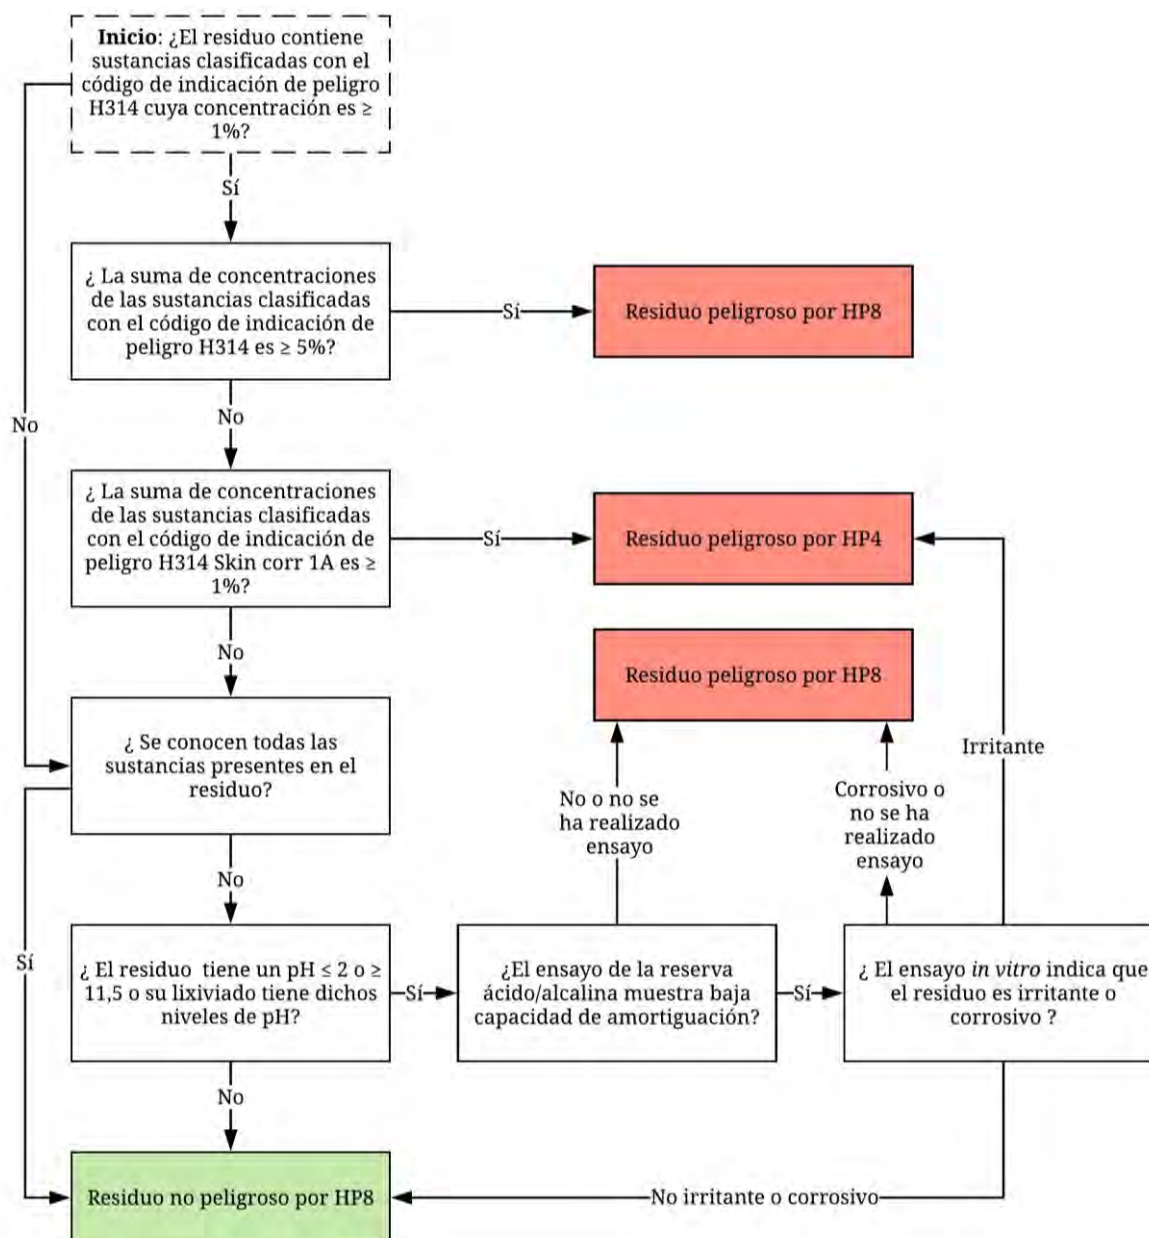 Inicio: ¿El residuo contiene
sustancias clasificadas con el
código de indicación de peligro
H314 cuya concentración es ≥
1%?
Sí
¿ La suma de concentraciones
de las sustancias clasificadas
con el código de indicación de
peligro H314 es ≥ 5%?
Sí
Residuo peligroso por HP8
No
No
¿ La suma de concentraciones
de las sustancias clasificadas
con el código de indicación de
peligro H314 Skin corr 1A es ≥
1%?
Sí
Residuo peligroso por HP4
No
Residuo peligroso por HP8
¿ Se conocen todas las
sustancias presentes en el
residuo?
Irritante
No o no se
ha realizado
ensayo
Corrosivo o
no se ha
realizado
ensayo
No
Sí
¿ El residuo  tiene un pH ≤ 2 o ≥
11,5 o su lixiviado tiene dichos
niveles de pH?
Sí
¿El ensayo de la reserva
ácido/alcalina muestra baja
capacidad de amortiguación?
Sí
¿ El ensayo in vitro indica que
el residuo es irritante o
corrosivo ?
No
Residuo no peligroso por HP8
No irritante o corrosivo